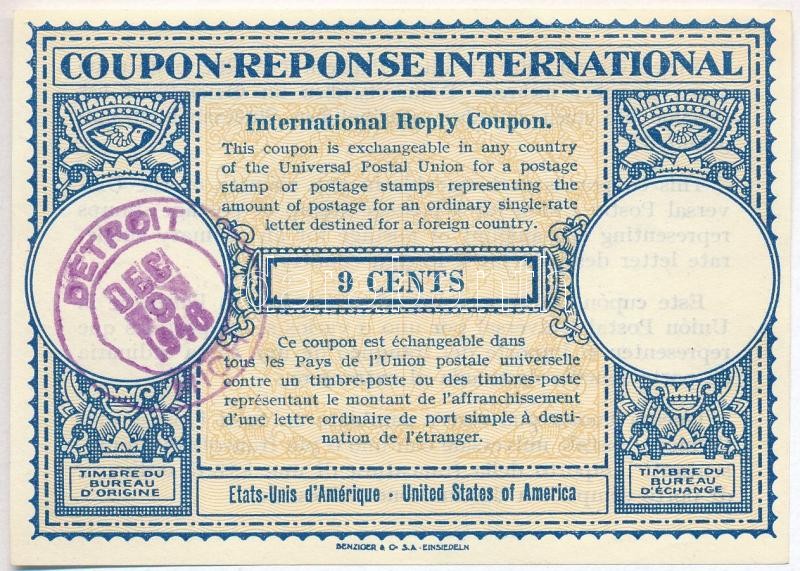 COUPON-REPONSE INTERNATIONAL
International Reply Coupon.
This coupon is exchangeable in any country
of the Universal Postal Union for a postage
stamp or postage stamps representing the
amount of postage for an ordinary single-rate
letter destined for a foreign country.
9 CENTS
Ce coupon est échangeable dans
tous les Pays de l'Union postale universelle
contre un timbre-poste ou des timbres-poste
représentant le montant de l'affranchissement
d'une lettre ordinaire de port simple à desti-
nation de l'étranger.
DETROIT
DEC
9
1948
MICH
TIMBRE DU
BUREAU
D'ORIGINE
TIMBRE DU
BUREAU
D'ÉCHANGE
Etats-Unis d'Amérique · United States of America
BENZIGER & Co S.A. - EINSIEDELN